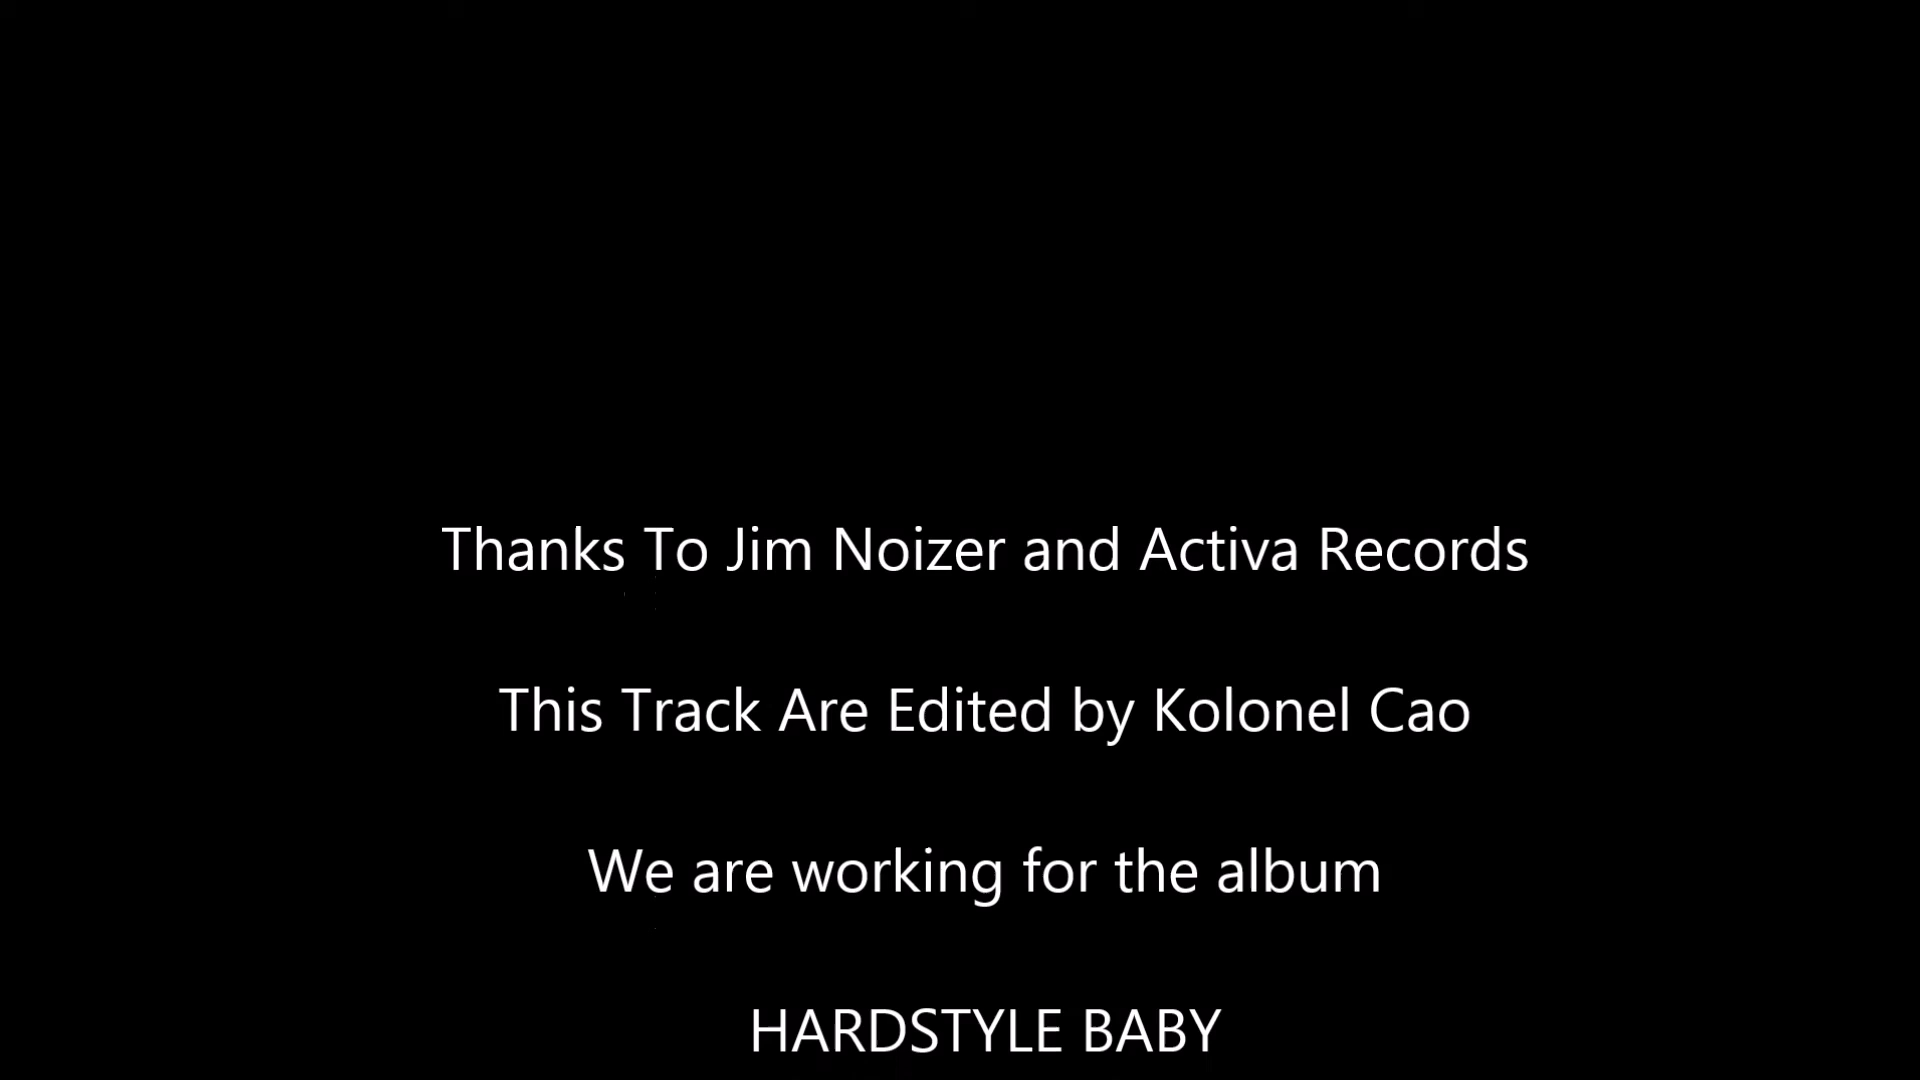 Thanks To Jim Noizer and Activa Records
This Track Are Edited by Kolonel Cao
We are working for the album
HARDSTYLE BABY